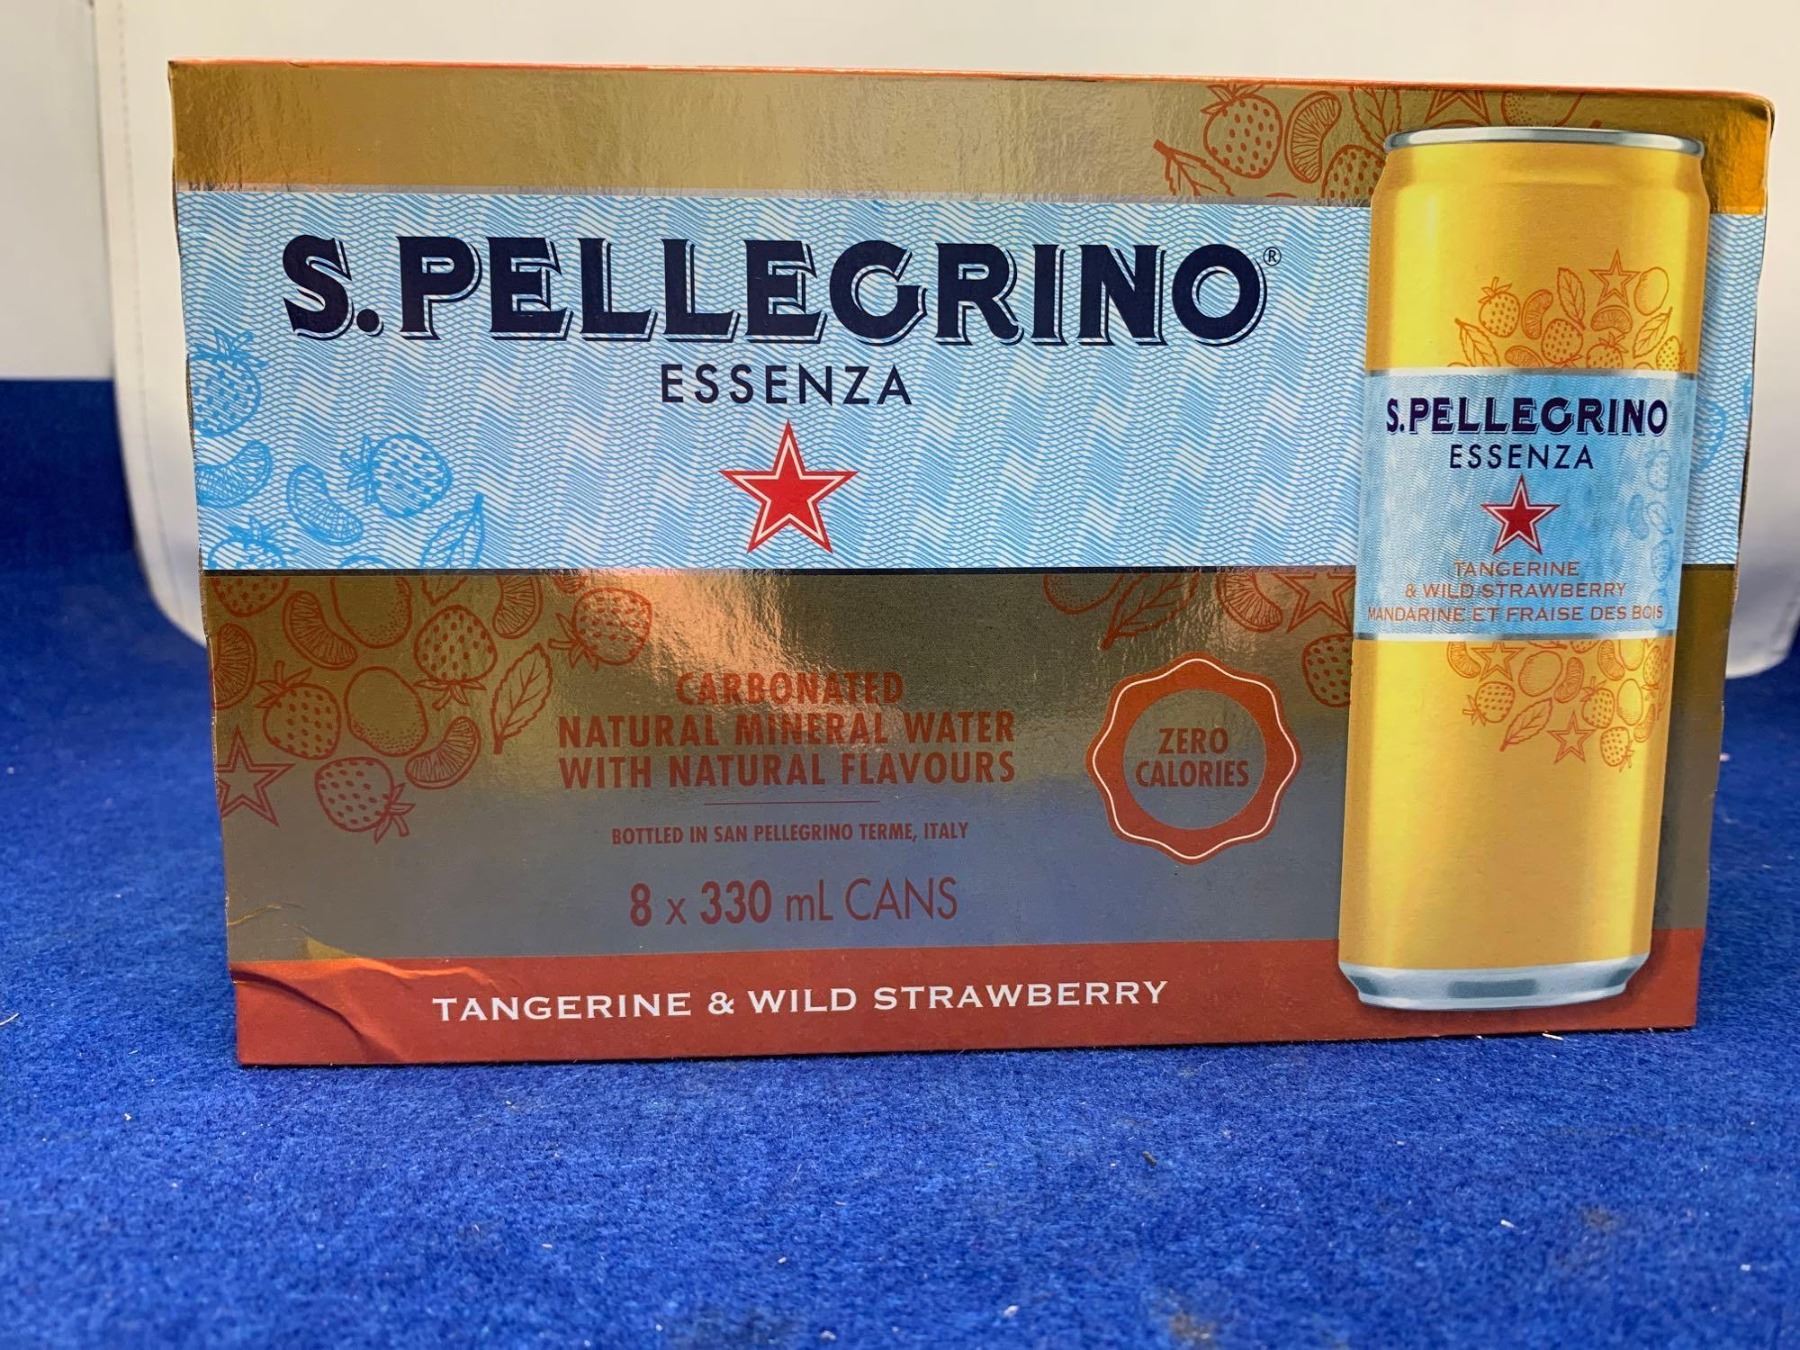 S.PELLEGRINO®
ESSENZA
CARBONATED
NATURAL MINERAL WATER
WITH NATURAL FLAVOURS
BOTTLED IN SAN PELLEGRINO TERME, ITALY
8 x 330 mL CANS
ZERO
CALORIES
TANGERINE & WILD STRAWBERRY
S.PELLEGRINO
ESSENZA
TANGERINE
& WILD STRAWBERRY
MANDARINE ET FRAISE DES BOIS